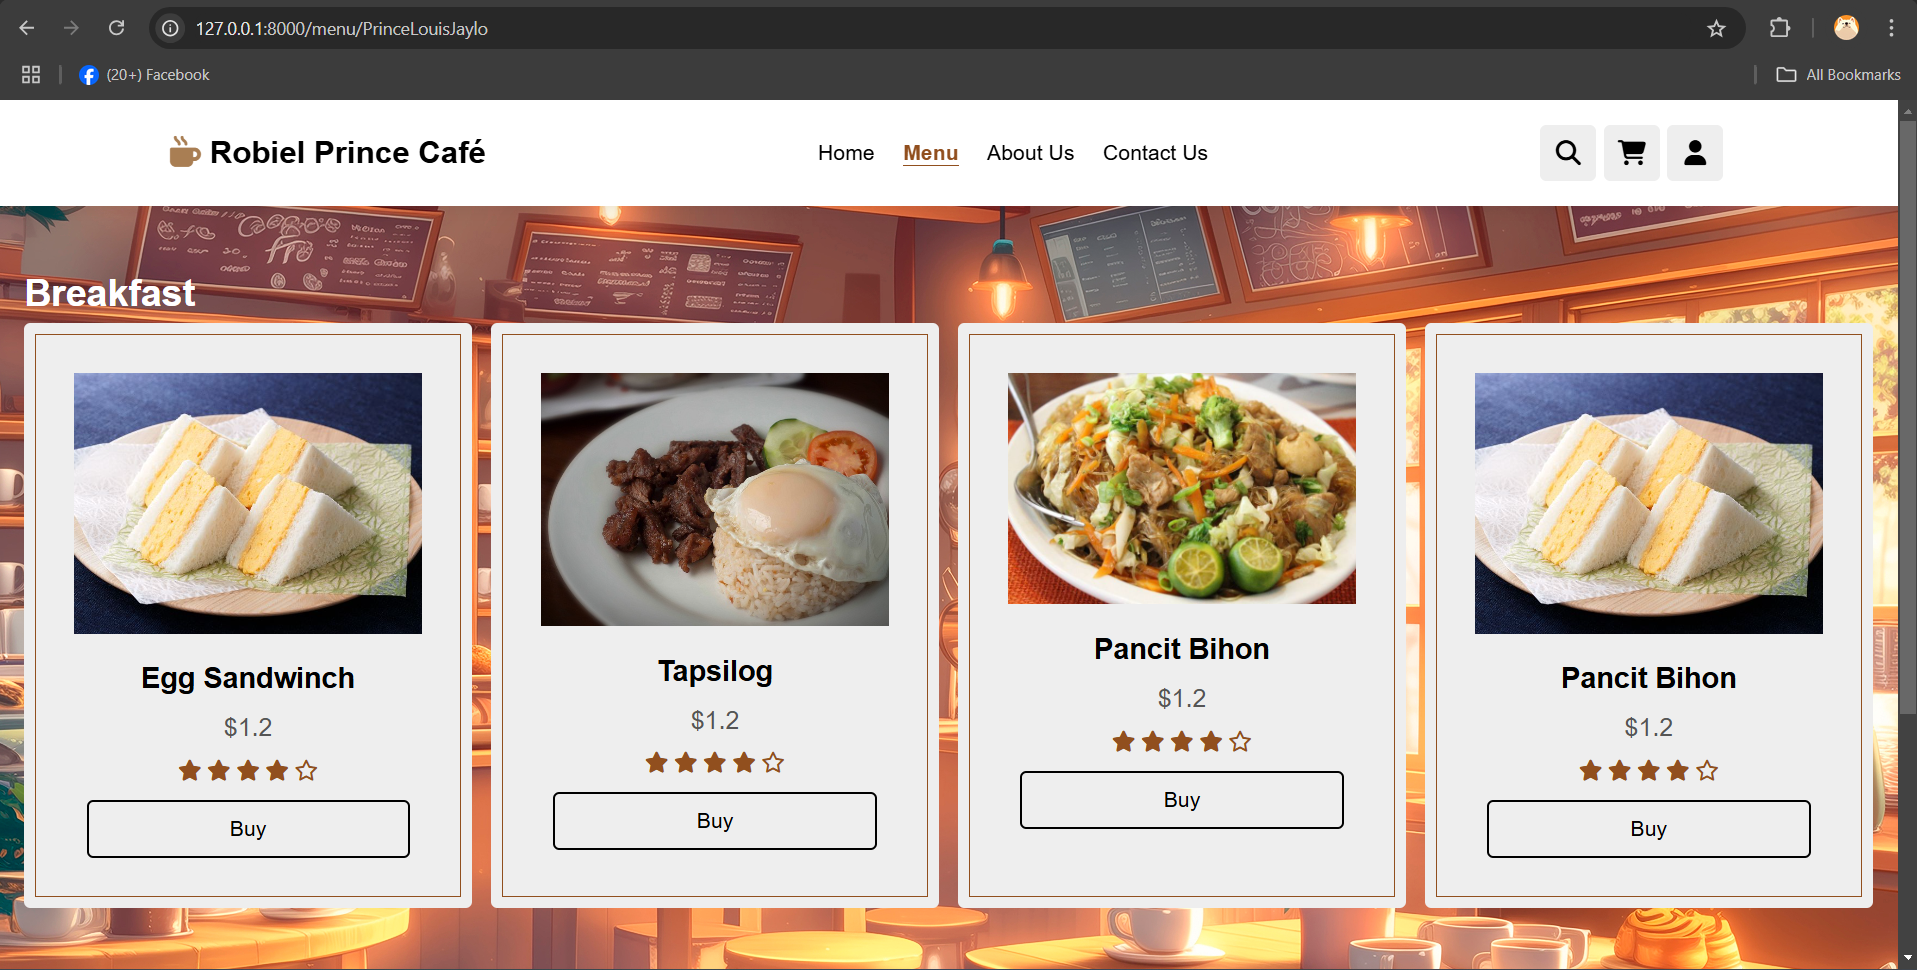 127.0.0.1:8000/menu/PrinceLouisJaylo
(20+) Facebook
All Bookmarks
Robiel Prince Café
Home
Menu
About Us
Contact Us
Breakfast
Egg Sandwinch
$1.2
Buy
Tapsilog
$1.2
Buy
Pancit Bihon
$1.2
Buy
Pancit Bihon
$1.2
Buy